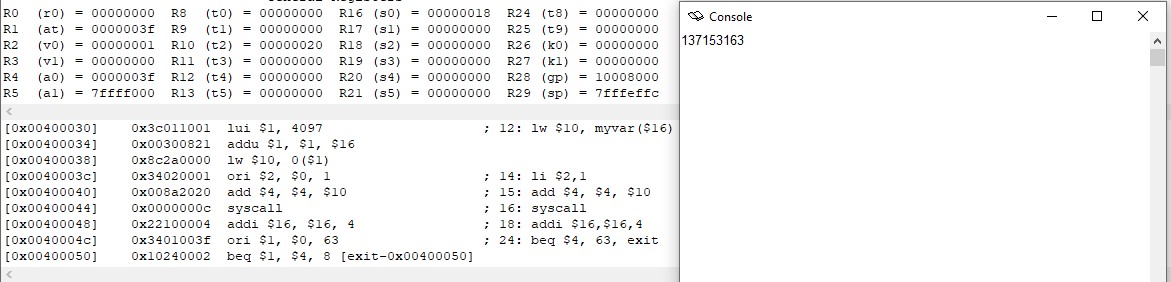 R0 (r0) = 00000000 R8 (t0) = 00000000 R16 (s0) = 00000018 R24 (t8) = 00000000
R1 (at) = 0000003f R9 (t1) = 00000000 R17 (s1) = 00000000 R25 (t9) = 00000000
R2 (v0) = 00000001 R10 (t2) = 00000020 R18 (s2) = 00000000 R26 (k0) = 00000000
R3 (v1) = 00000000 R11 (t3) = 00000000 R19 (s3) = 00000000 R27 (k1) = 00000000
R4 (a0) = 0000003f R12 (t4) = 00000000 R20 (s4) = 00000000 R28 (gp) = 10008000
R5 (a1) = 7ffff000 R13 (t5) = 00000000 R21 (s5) = 00000000 R29 (sp) = 7fffeffc
[0x00400030] 0x3c011001 lui $1, 4097 ; 12: lw $10, myvar($16)
[0x00400034] 0x00300821 addu $1, $1, $16
[0x00400038] 0x8c2a0000 lw $10, 0($1)
[0x0040003c] 0x34020001 ori $2, $0, 1 ; 14: li $2,1
[0x00400040] 0x008a2020 add $4, $4, $10 ; 15: add $4, $4, $10
[0x00400044] 0x0000000c syscall ; 16: syscall
[0x00400048] 0x22100004 addi $16, $16, 4 ; 18: addi $16,$16,4
[0x0040004c] 0x3401003f ori $1, $0, 63 ; 24: beq $4, 63, exit
[0x00400050] 0x10240002 beq $1, $4, 8 [exit-0x00400050]
Console
137153163